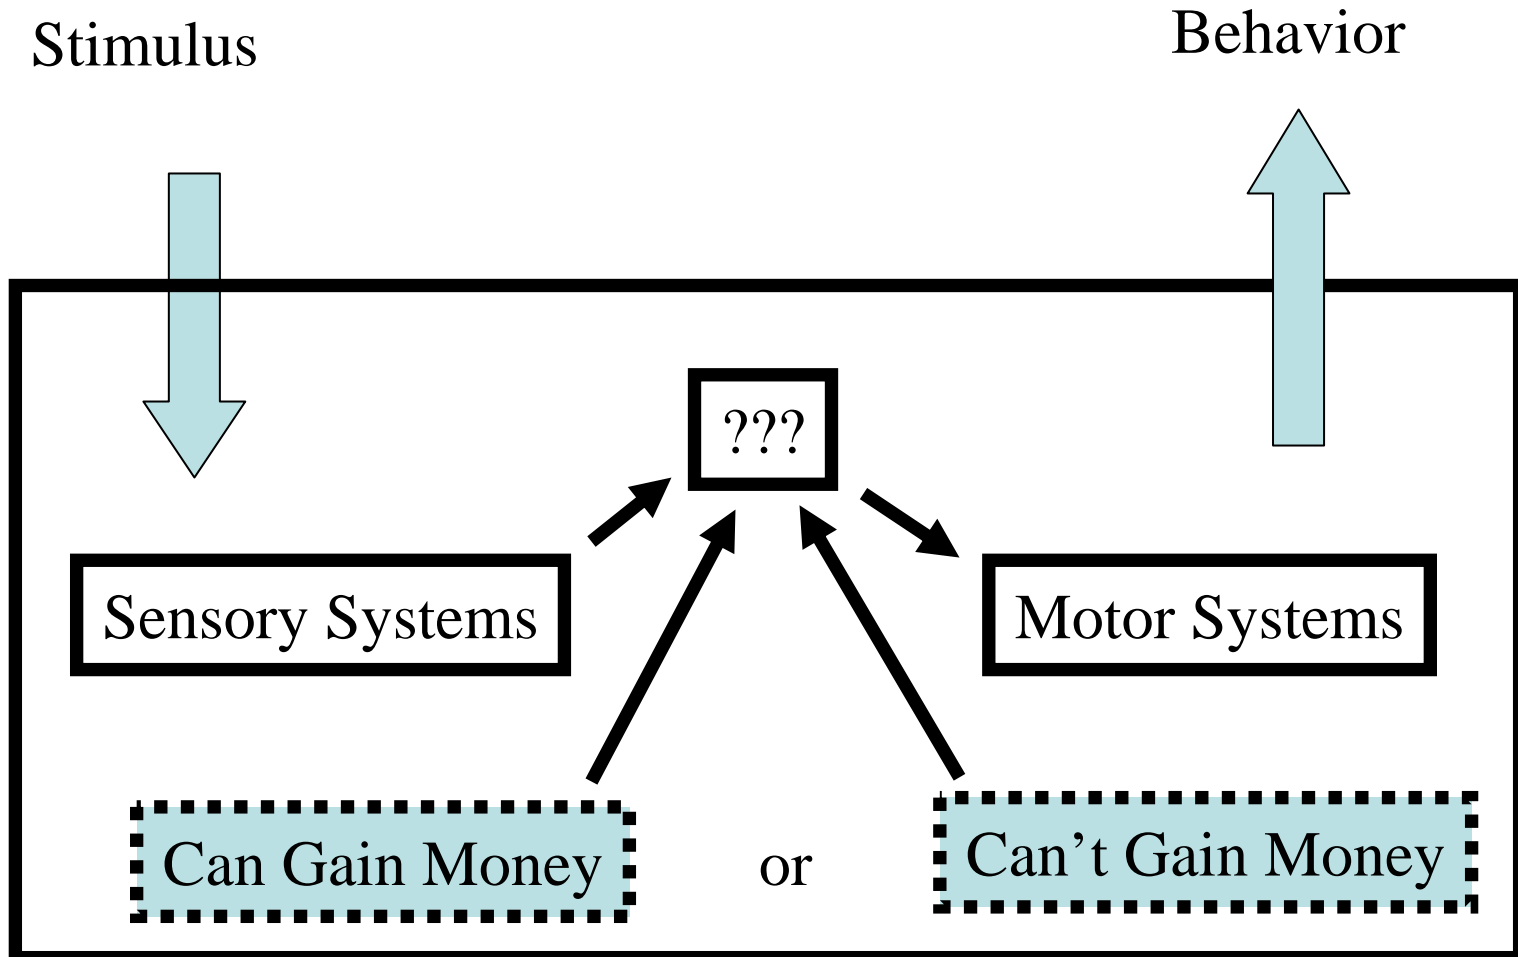 Stimulus
Behavior
???
Sensory Systems
Motor Systems
Can Gain Money
or
Can’t Gain Money